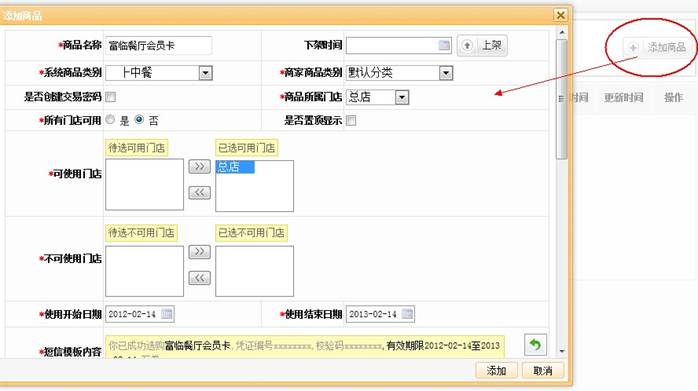 添加商品
*商品名称 富临餐厅会员卡 下架时间 上架
添加商品
*系统商品类别 ├中餐 *商家商品类别 默认分类
是否创建交易密码 *商品所属门店 总店
时间 更新时间 操作
*所有门店可用 是 否 是否置顶显示
待选可用门店 已选可用门店
*可使用门店 >> 总店
<<
待选不可用门店 已选不可用门店
*不可使用门店 >>
<<
*使用开始日期 2012-02-14 *使用结束日期 2013-02-14
*短信模板内容 你已成功选购富临餐厅会员卡,凭证编号xxxxxxxx,校验码xxxxxxxx,有效期限2012-02-14至2013
添加 取消